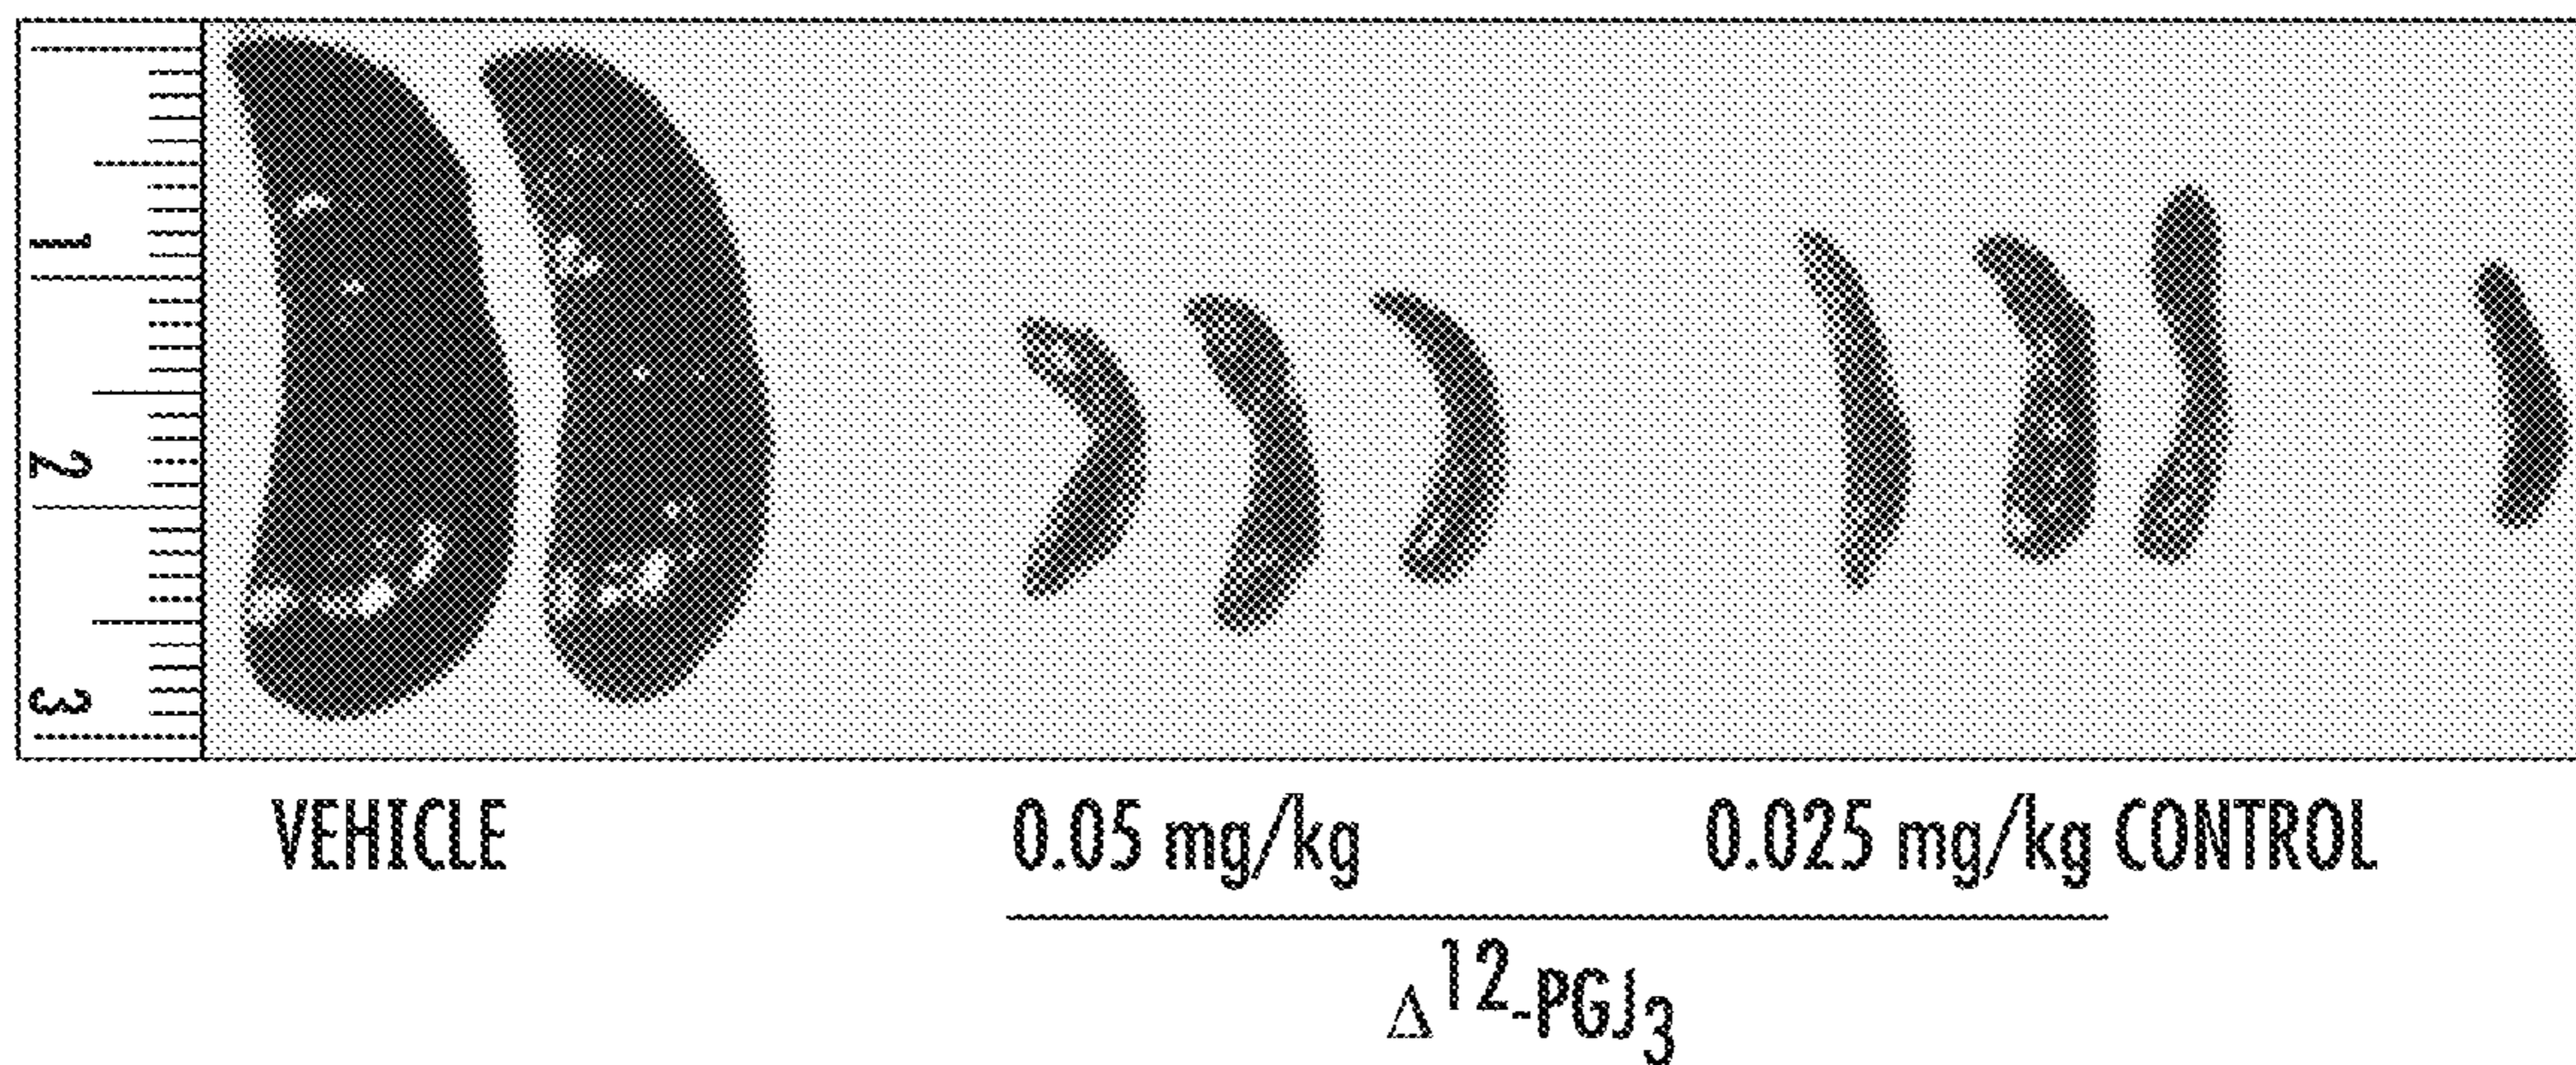 1
2
3
VEHICLE 0.05 mg/kg 0.025 mg/kg CONTROL
Δ¹²-PGJ₃